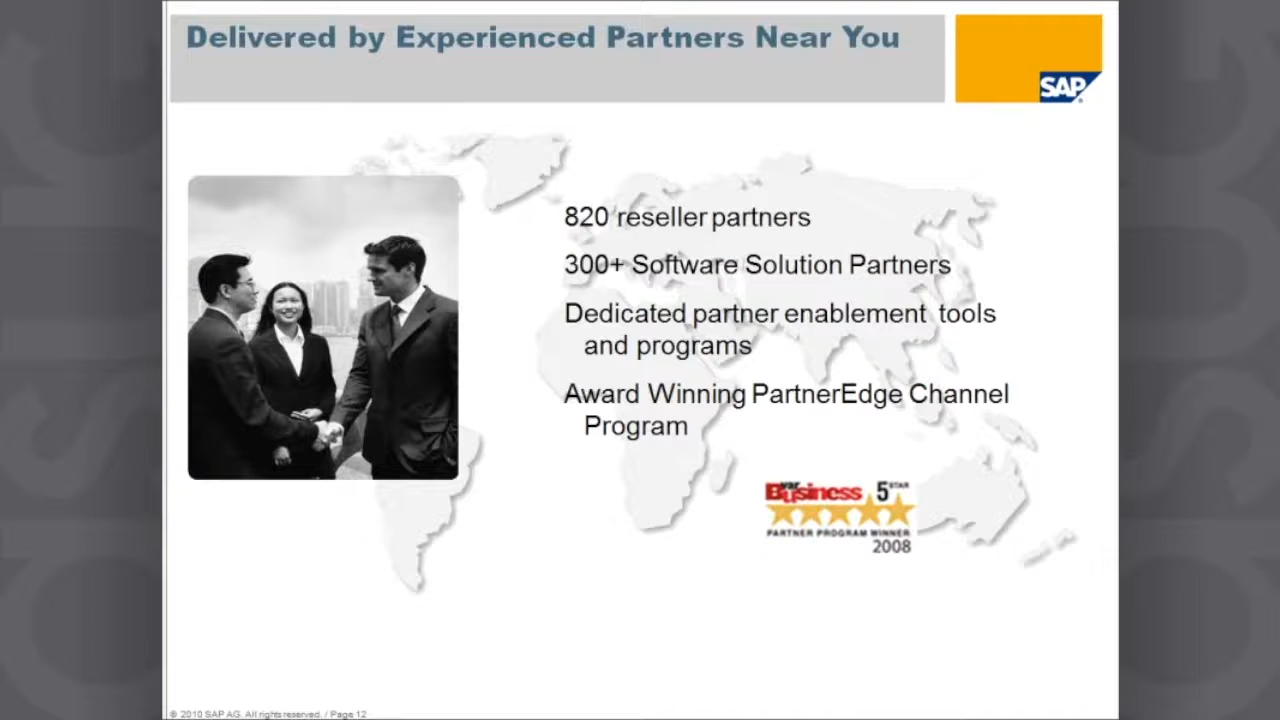 Delivered by Experienced Partners Near You
SAP
820 reseller partners
300+ Software Solution Partners
Dedicated partner enablement tools
and programs
Award Winning PartnerEdge Channel
Program
var
Business 5 STAR
PARTNER PROGRAM WINNER
2008
© 2010 SAP AG. All rights reserved. / Page 12